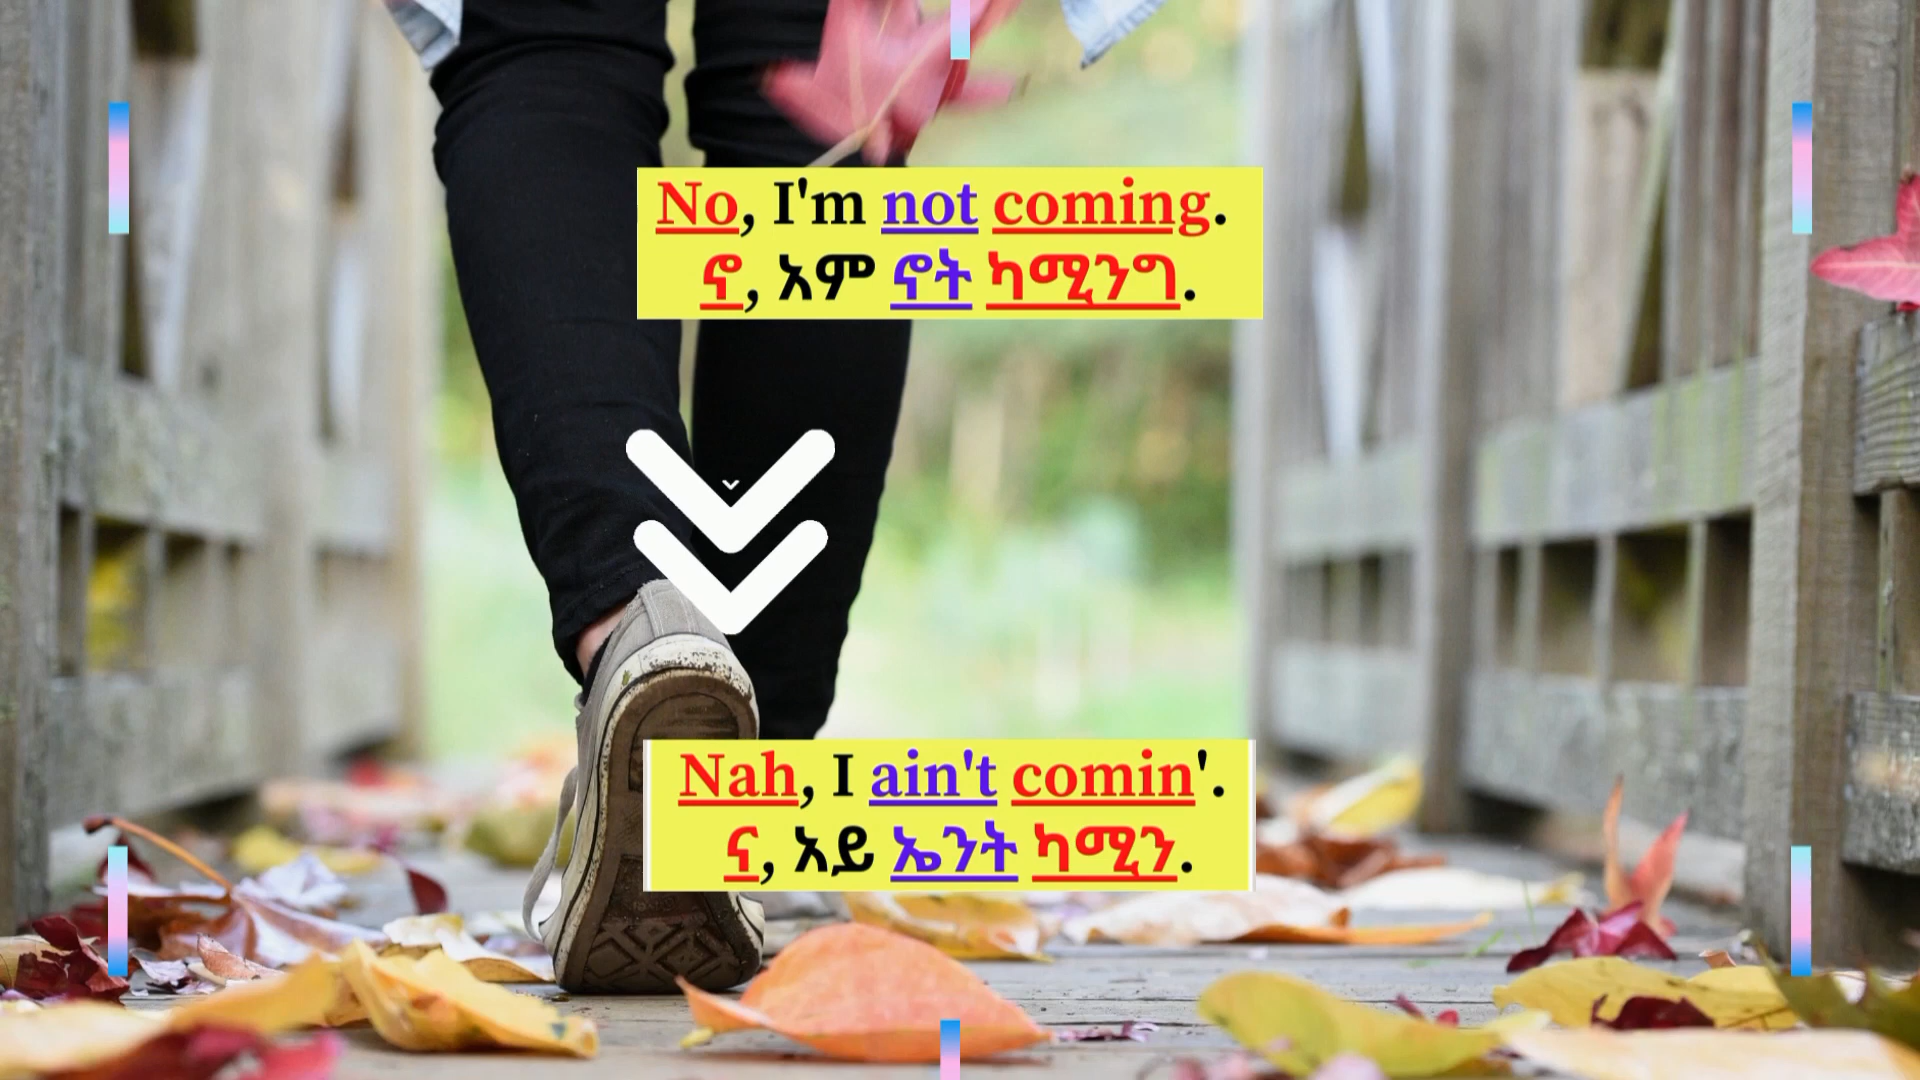 No, I'm not coming.
ኖ, አም ኖት ካሚንግ.
Nah, I ain't comin'.
ና, አይ ኤንት ካሚን.